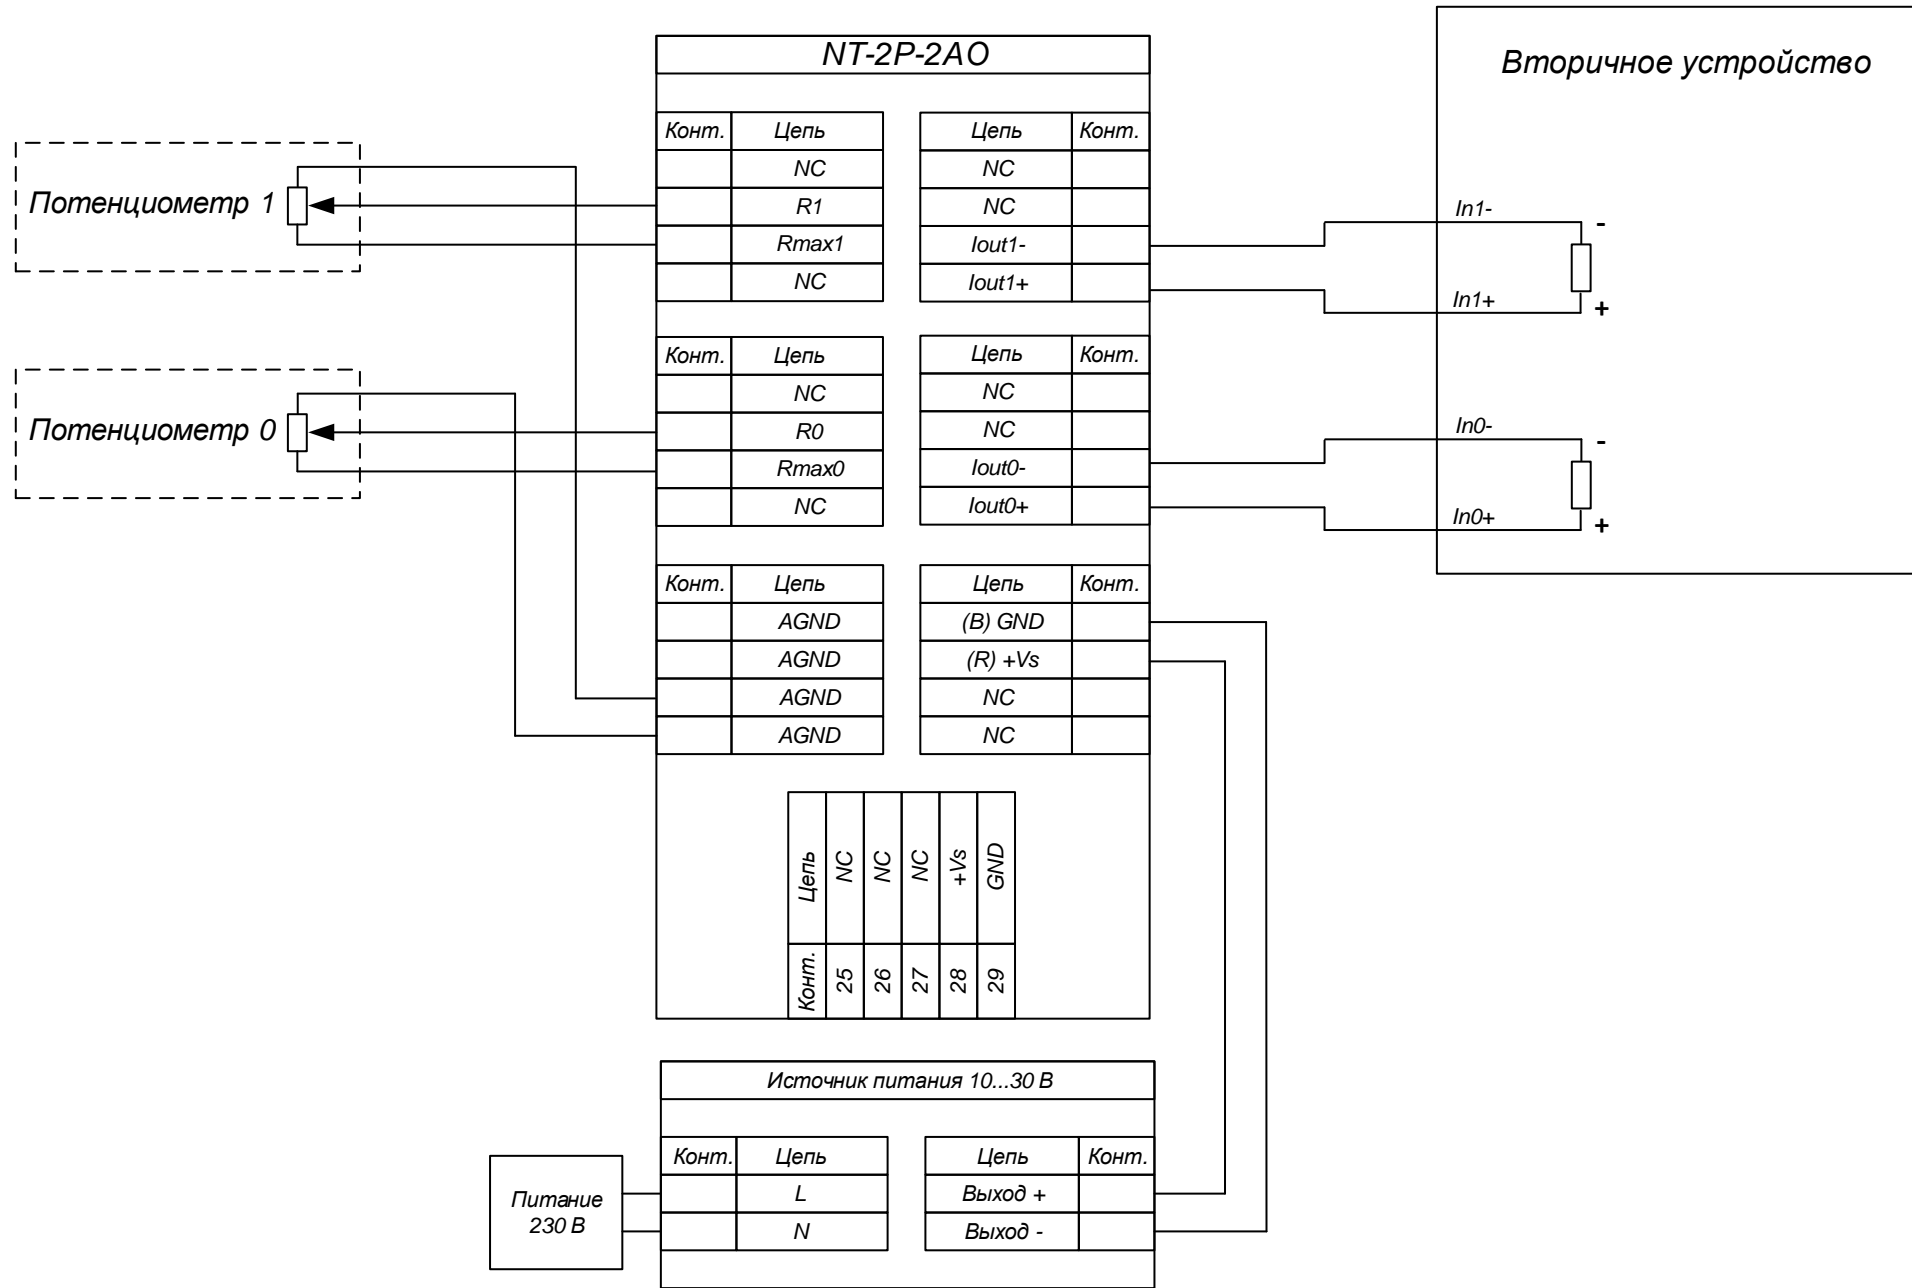 NT-2P-2AO
Вторичное устройство
Конт. Цепь
NC
R1
Rmax1
NC
Цепь Конт.
NC
NC
Iout1-
Iout1+
Потенциометр 1
In1-
-
In1+
+
Конт. Цепь
NC
R0
Rmax0
NC
Цепь Конт.
NC
NC
Iout0-
Iout0+
Потенциометр 0
In0-
-
In0+
+
Конт. Цепь
AGND
AGND
AGND
AGND
Цепь Конт.
(B) GND
(R) +Vs
NC
NC
Цепь NC NC NC +Vs GND
Конт. 25 26 27 28 29
Источник питания 10...30 В
Конт. Цепь
L
N
Цепь Конт.
Выход +
Выход -
Питание
230 В